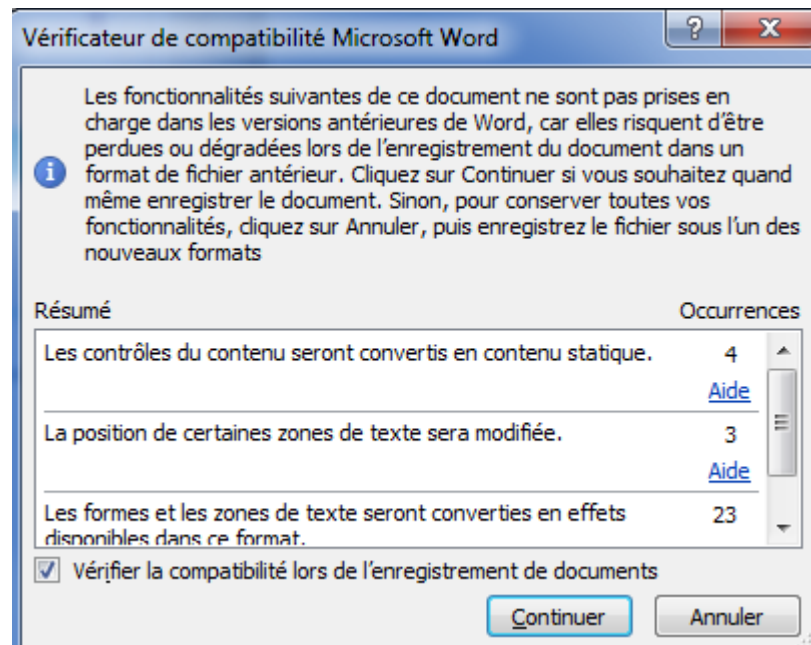 Vérificateur de compatibilité Microsoft Word
Les fonctionnalités suivantes de ce document ne sont pas prises en
charge dans les versions antérieures de Word, car elles risquent d'être
perdues ou dégradées lors de l'enregistrement du document dans un
format de fichier antérieur. Cliquez sur Continuer si vous souhaitez quand
même enregistrer le document. Sinon, pour conserver toutes vos
fonctionnalités, cliquez sur Annuler, puis enregistrez le fichier sous l'un des
nouveaux formats
Résumé Occurrences
Les contrôles du contenu seront convertis en contenu statique. 4
Aide
La position de certaines zones de texte sera modifiée. 3
Aide
Les formes et les zones de texte seront converties en effets 23
disponibles dans ce format.
Vérifier la compatibilité lors de l'enregistrement de documents
Continuer Annuler